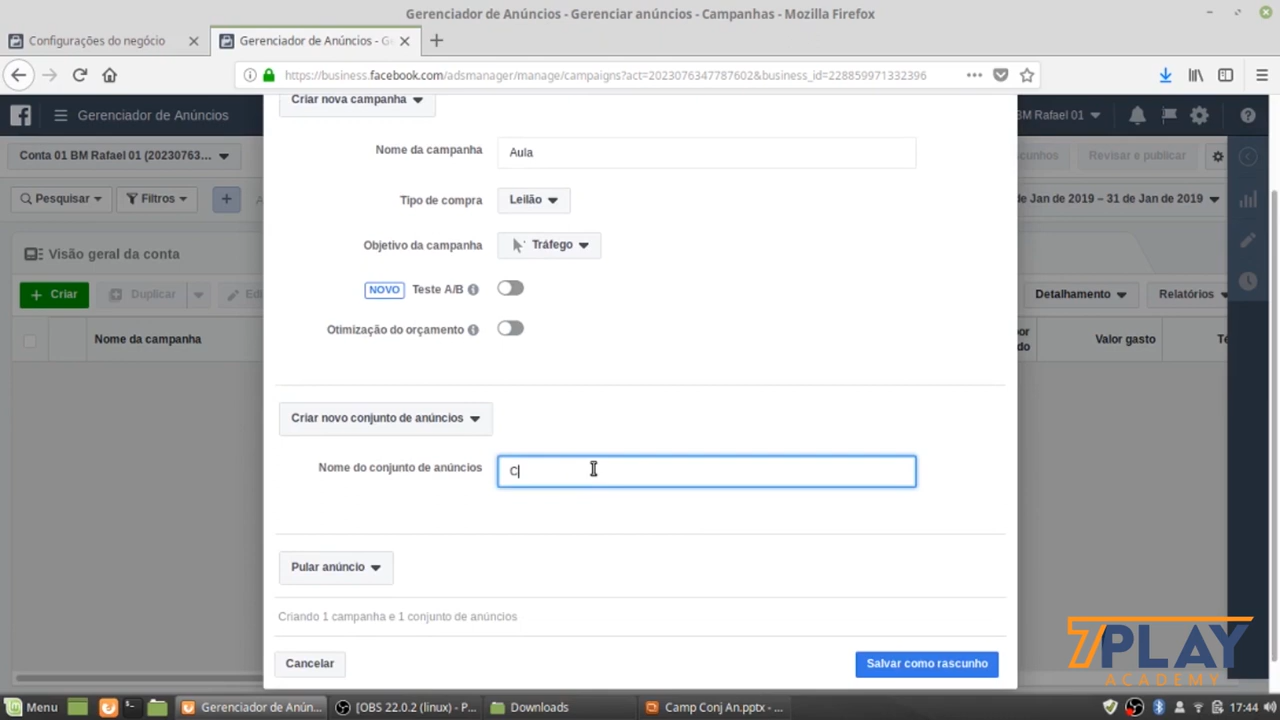 Gerenciador de Anúncios - Gerenciar anúncios - Campanhas - Mozilla Firefox
Configurações do negócio
Gerenciador de Anúncios - G
https://business.facebook.com/adsmanager/manage/campaigns?act=2023076347787602&business_id=228859971332396
Gerenciador de Anúncios
BM Rafael 01
Criar nova campanha
Conta 01 BM Rafael 01 (20230763...
Nome da campanha
Aula
Revisar e publicar
Pesquisar
Filtros
Tipo de compra
Leilão
de Jan de 2019 – 31 de Jan de 2019
Visão geral da conta
Objetivo da campanha
Tráfego
+ Criar
Duplicar
Edi
NOVO Teste A/B
Detalhamento
Relatórios
Otimização do orçamento
Nome da campanha
por
do
Valor gasto
Té
Criar novo conjunto de anúncios
Nome do conjunto de anúncios
C
Pular anúncio
Criando 1 campanha e 1 conjunto de anúncios
Cancelar
Salvar como rascunho
7PLAY
ACADEMY
Menu
Gerenciador de Anún...
[OBS 22.0.2 (linux) - P...
Downloads
Camp Conj An.pptx - ...
17:44